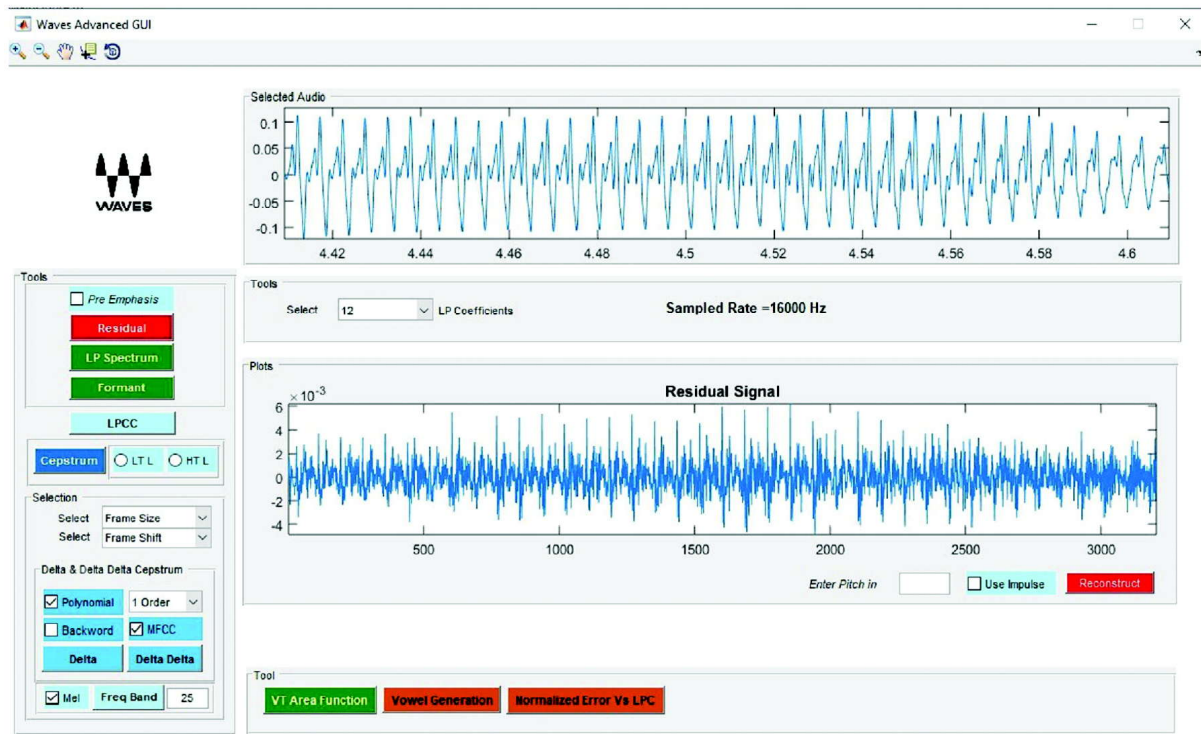 Waves Advanced GUI
WAVES
Selected Audio
0.1
0.05
0
-0.05
-0.1
4.42 4.44 4.46 4.48 4.5 4.52 4.54 4.56 4.58 4.6
Tools
Pre Emphasis
Residual
LP Spectrum
Formant
LPCC
Cepstrum LT L HT L
Selection
Select Frame Size
Select Frame Shift
Delta & Delta Delta Cepstrum
Polynomial 1 Order
Backword MFCC
Delta Delta Delta
Mel Freq Band 25
Tools
Select 12 LP Coefficients Sampled Rate =16000 Hz
Plots
Residual Signal
× 10⁻³
6
4
2
0
-2
-4
500 1000 1500 2000 2500 3000
Enter Pitch in Use Impulse Reconstruct
Tool
VT Area Function Vowel Generation Normalized Error Vs LPC